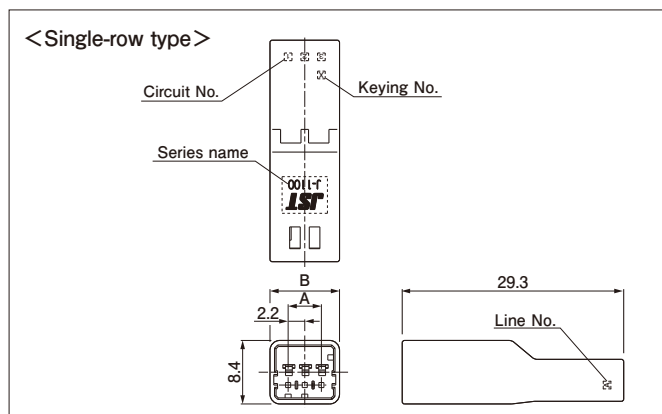 <Single-row type>
Circuit No.
Keying No.
Series name
J-1100
JST
B
A
2.2
8.4
29.3
Line No.